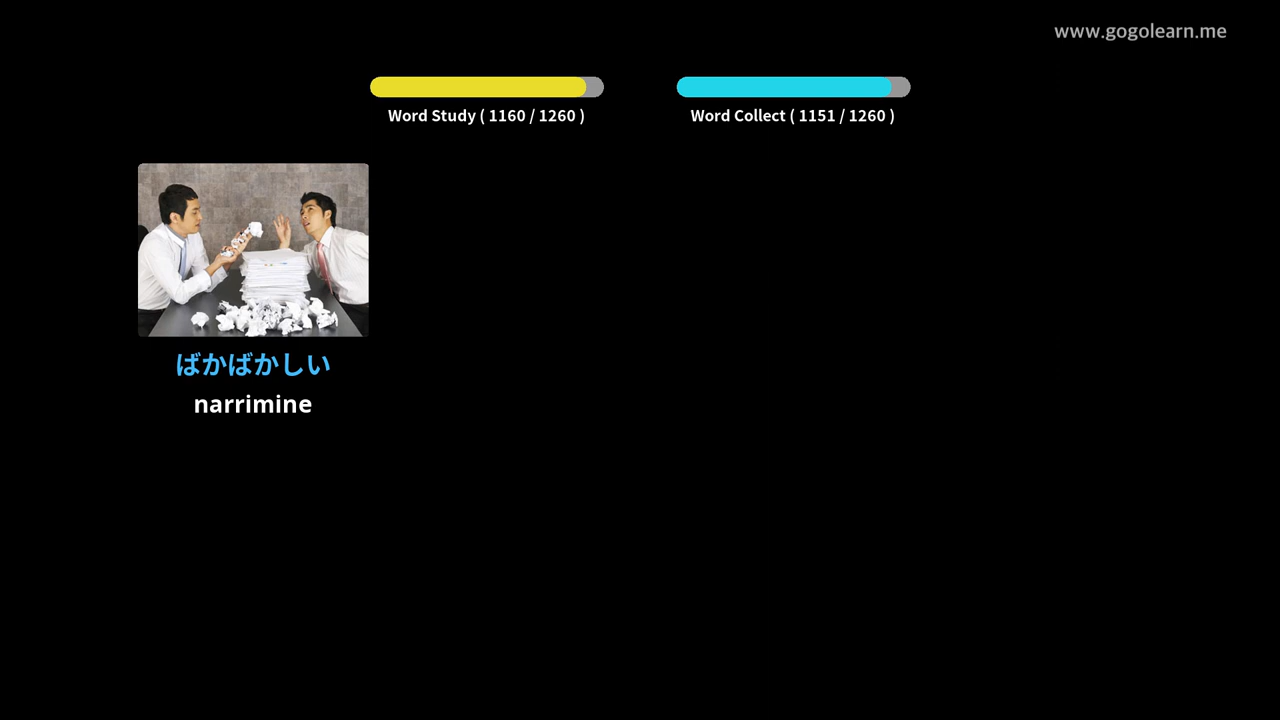 www.gogolearn.me
Word Study ( 1160 / 1260 )
Word Collect ( 1151 / 1260 )
ばかばかしい
narrimine